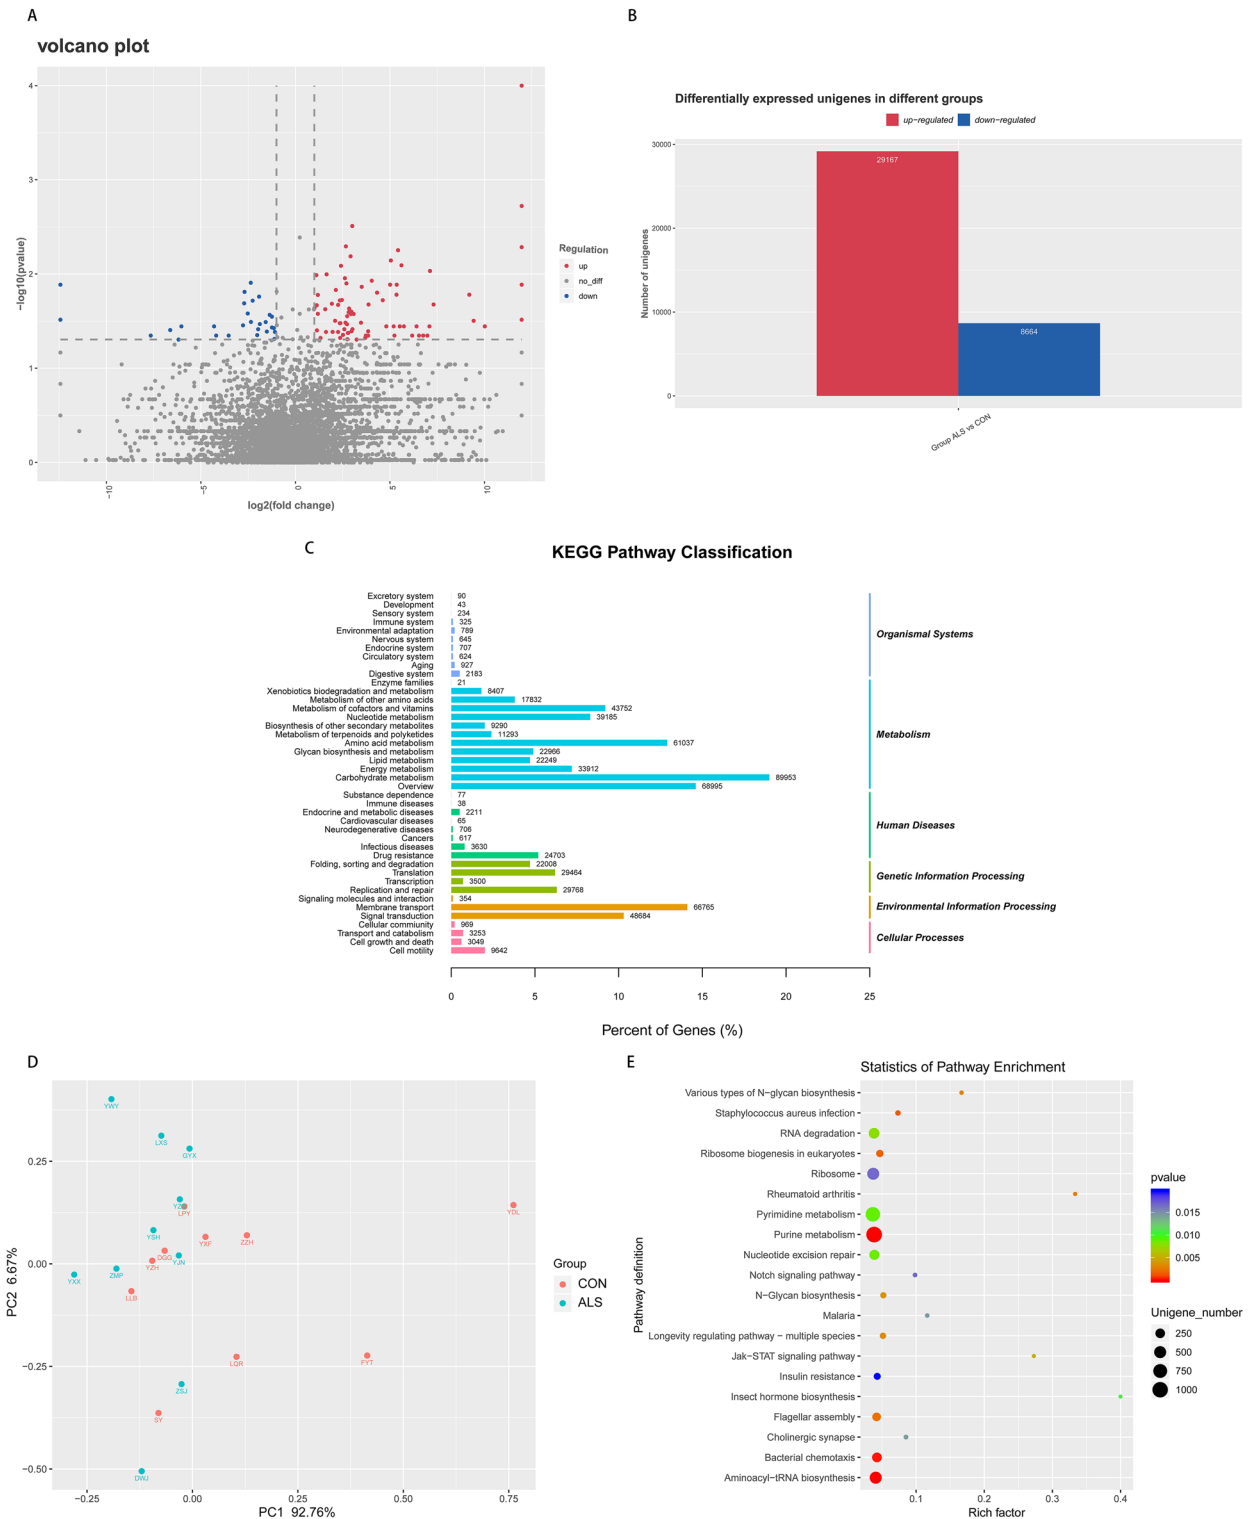 A
volcano plot
4
3
2
1
0
−log10(pvalue)
−10
−5
0
5
10
log2(fold change)
Regulation
up
no_diff
down
B
Differentially expressed unigenes in different groups
up−regulated
down−regulated
30000
20000
10000
0
Number of unigenes
29167
8664
Group ALS vs CON
C
KEGG Pathway Classification
Excretory system 90
Development 43
Sensory system 234
Immune system 325
Environmental adaptation 789
Nervous system 645
Endocrine system 707
Circulatory system 624
Aging 927
Digestive system 2183
Enzyme families 21
Xenobiotics biodegradation and metabolism 8407
Metabolism of other amino acids 17832
Metabolism of cofactors and vitamins 43752
Nucleotide metabolism 39185
Biosynthesis of other secondary metabolites 9290
Metabolism of terpenoids and polyketides 11293
Amino acid metabolism 61037
Glycan biosynthesis and metabolism 22966
Lipid metabolism 22249
Energy metabolism 33912
Carbohydrate metabolism 89953
Overview 68995
Substance dependence 77
Immune diseases 38
Endocrine and metabolic diseases 2211
Cardiovascular diseases 65
Neurodegenerative diseases 706
Cancers 617
Infectious diseases 3630
Drug resistance 24703
Folding, sorting and degradation 22008
Translation 29464
Transcription 3500
Replication and repair 29768
Signaling molecules and interaction 354
Membrane transport 66765
Signal transduction 48684
Cellular commiunity 969
Transport and catabolism 3253
Cell growth and death 3049
Cell motility 9642
Organismal Systems
Metabolism
Human Diseases
Genetic Information Processing
Environmental Information Processing
Cellular Processes
0
5
10
15
20
25
Percent of Genes (%)
D
0.25
0.00
−0.25
−0.50
PC2 6.67%
YWY
LXS
GYX
LPY
YDL
YSH
YXF
ZZH
DGG
YZH
YJN
YXX
ZMP
LLB
LQR
FYT
ZSJ
SY
DWJ
−0.25
0.00
0.25
0.50
0.75
PC1 92.76%
Group
CON
ALS
E
Statistics of Pathway Enrichment
Pathway definition
Various types of N−glycan biosynthesis
Staphylococcus aureus infection
RNA degradation
Ribosome biogenesis in eukaryotes
Ribosome
Rheumatoid arthritis
Pyrimidine metabolism
Purine metabolism
Nucleotide excision repair
Notch signaling pathway
N−Glycan biosynthesis
Malaria
Longevity regulating pathway − multiple species
Jak−STAT signaling pathway
Insulin resistance
Insect hormone biosynthesis
Flagellar assembly
Cholinergic synapse
Bacterial chemotaxis
Aminoacyl−tRNA biosynthesis
0.1
0.2
0.3
0.4
Rich factor
pvalue
0.015
0.010
0.005
Unigene_number
250
500
750
1000